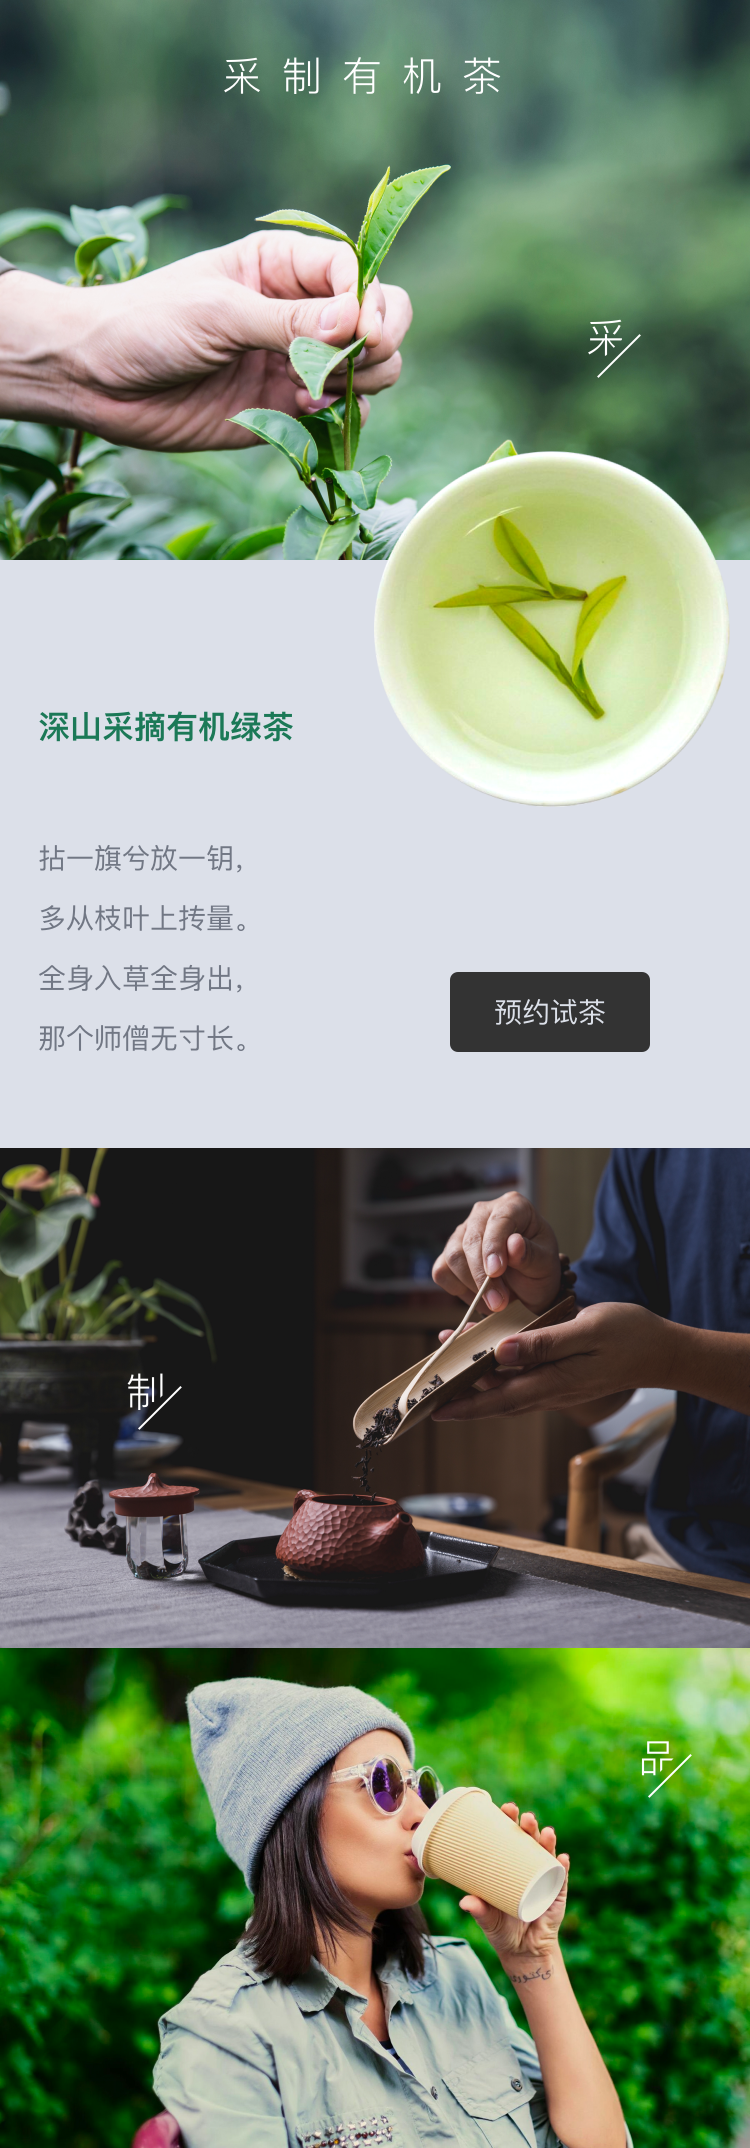 采制有机茶
采
深山采摘有机绿茶
拈一旗兮放一钥，
多从枝叶上抟量。
全身入草全身出，
那个师僧无寸长。
预约试茶
制
品